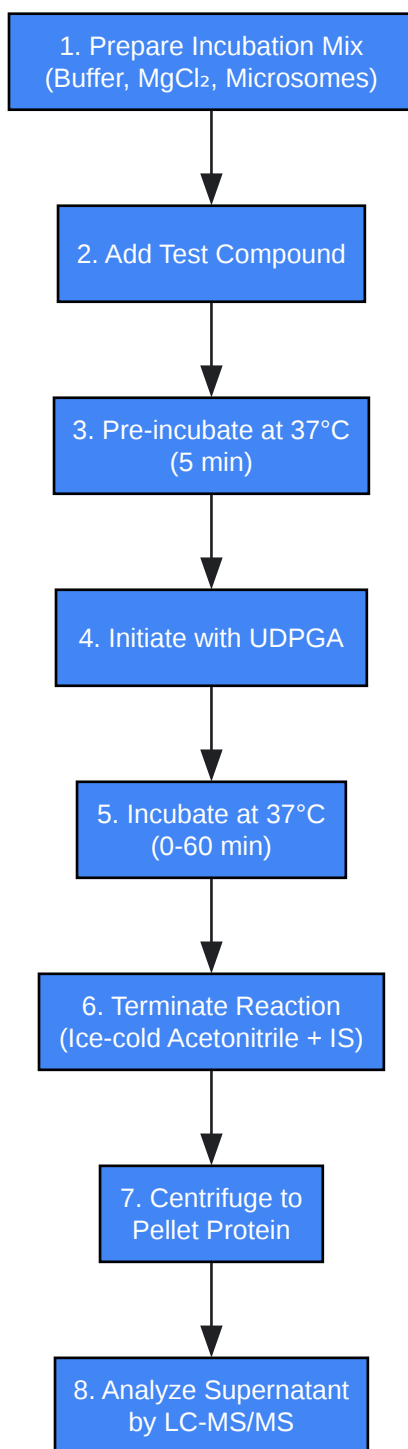 1. Prepare Incubation Mix
(Buffer, MgCl₂, Microsomes)
2. Add Test Compound
3. Pre-incubate at 37°C
(5 min)
4. Initiate with UDPGA
5. Incubate at 37°C
(0-60 min)
6. Terminate Reaction
(Ice-cold Acetonitrile + IS)
7. Centrifuge to
Pellet Protein
8. Analyze Supernatant
by LC-MS/MS